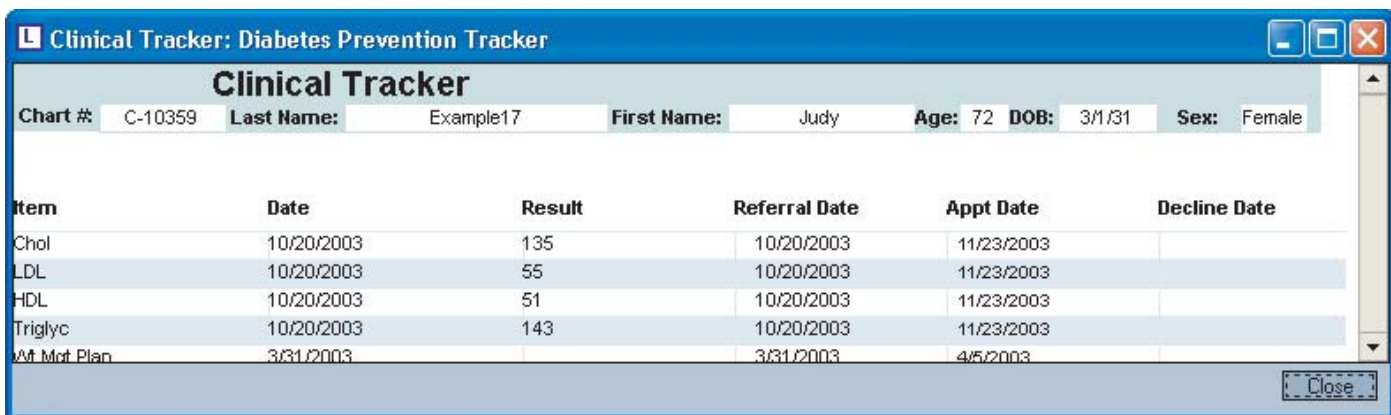 L Clinical Tracker: Diabetes Prevention Tracker
Clinical Tracker
Chart #: C-10359 Last Name: Example17 First Name: Judy Age: 72 DOB: 3/1/31 Sex: Female
Item Date Result Referral Date Appt Date Decline Date
Chol 10/20/2003 135 10/20/2003 11/23/2003
LDL 10/20/2003 55 10/20/2003 11/23/2003
HDL 10/20/2003 51 10/20/2003 11/23/2003
Triglyc 10/20/2003 143 10/20/2003 11/23/2003
Wt Mgt Plan 3/31/2003 3/31/2003 4/5/2003
Close